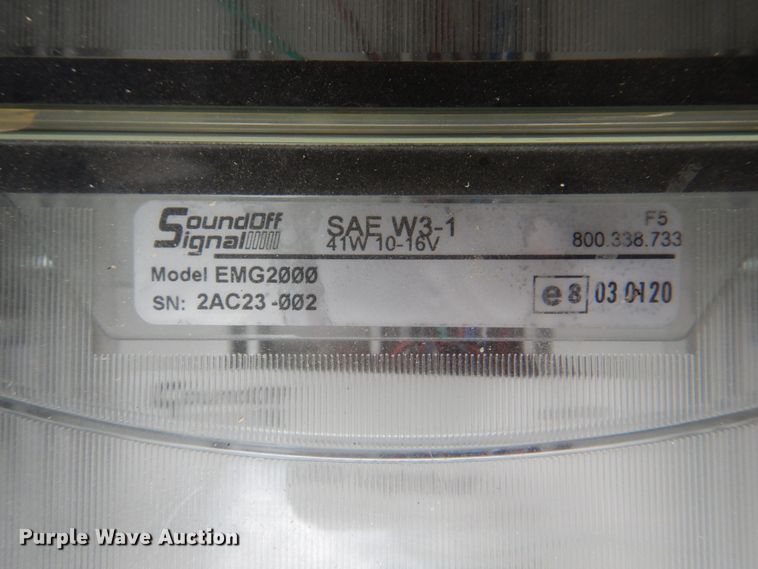 SoundOff Signal
SAE W3-1
41W 10-16V
F5
800.338.733
Model EMG2000
SN: 2AC23-002
e8 03 0120
Purple Wave Auction